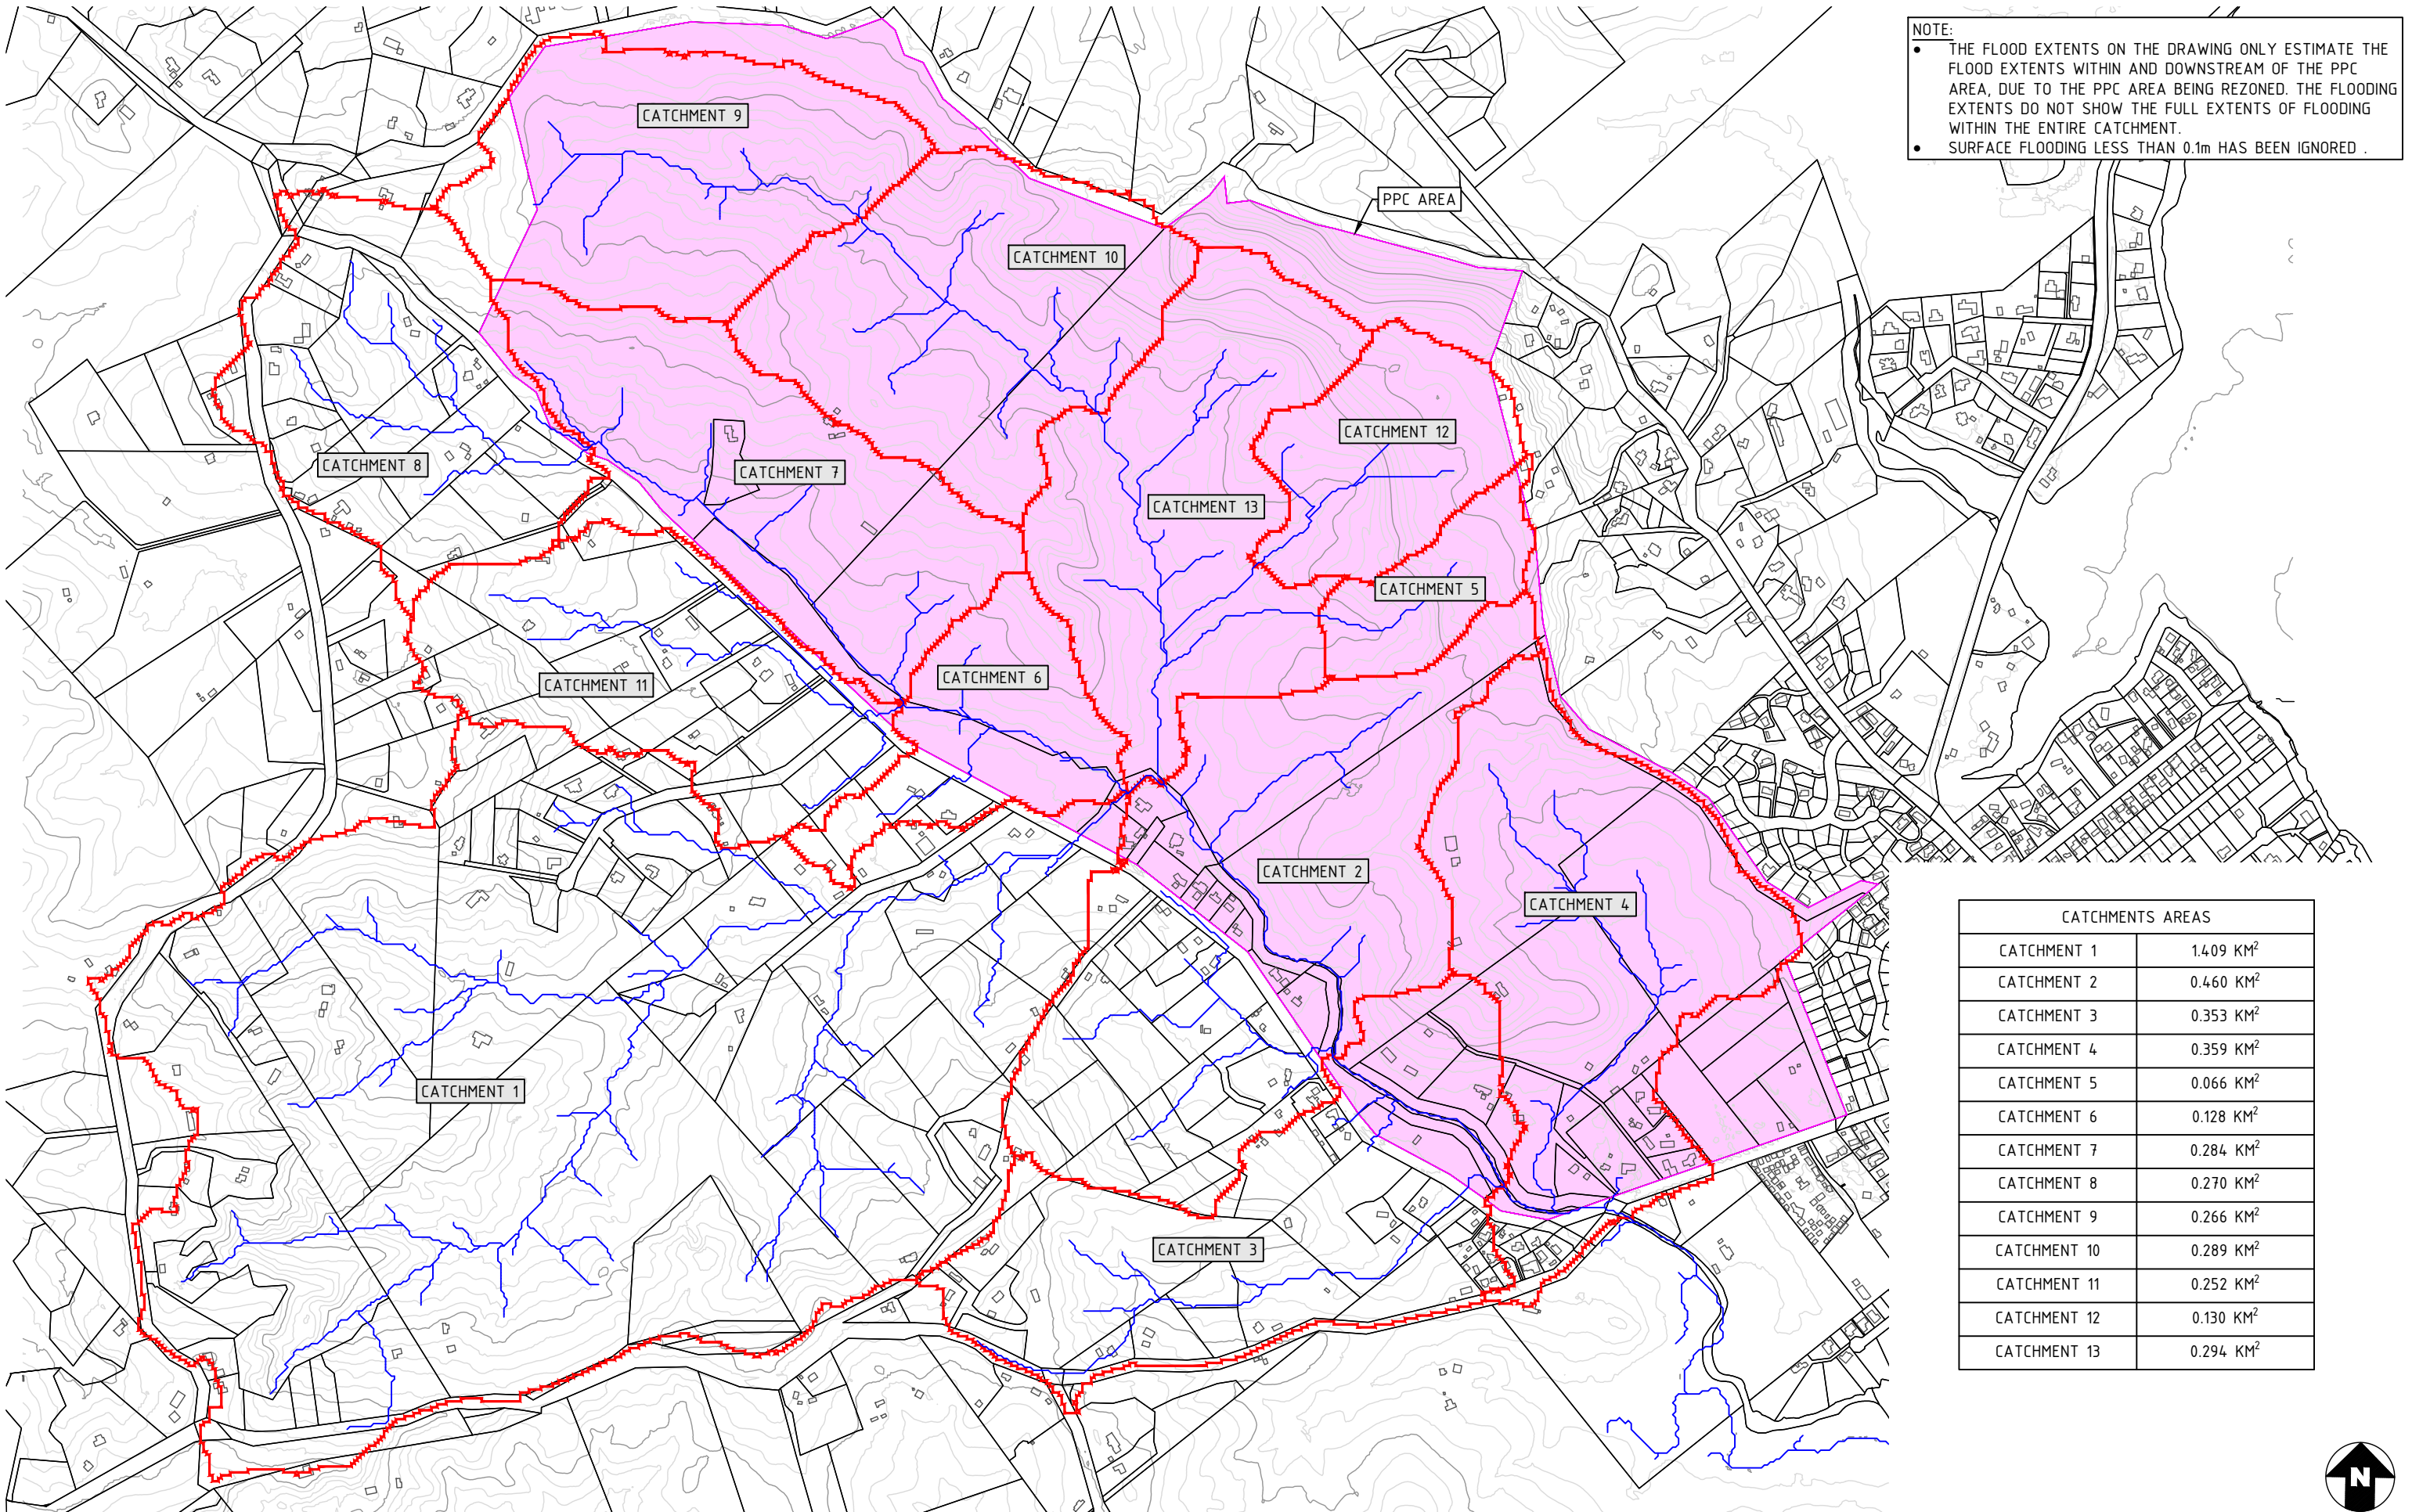 NOTE:
• THE FLOOD EXTENTS ON THE DRAWING ONLY ESTIMATE THE
FLOOD EXTENTS WITHIN AND DOWNSTREAM OF THE PPC
AREA, DUE TO THE PPC AREA BEING REZONED. THE FLOODING
EXTENTS DO NOT SHOW THE FULL EXTENTS OF FLOODING
WITHIN THE ENTIRE CATCHMENT.
• SURFACE FLOODING LESS THAN 0.1m HAS BEEN IGNORED .
CATCHMENT 9
PPC AREA
CATCHMENT 10
CATCHMENT 12
CATCHMENT 8
CATCHMENT 7
CATCHMENT 13
CATCHMENT 5
CATCHMENT 6
CATCHMENT 11
CATCHMENT 2
CATCHMENT 4
CATCHMENT 1
CATCHMENT 3
CATCHMENTS AREAS
CATCHMENT 1 1.409 KM²
CATCHMENT 2 0.460 KM²
CATCHMENT 3 0.353 KM²
CATCHMENT 4 0.359 KM²
CATCHMENT 5 0.066 KM²
CATCHMENT 6 0.128 KM²
CATCHMENT 7 0.284 KM²
CATCHMENT 8 0.270 KM²
CATCHMENT 9 0.266 KM²
CATCHMENT 10 0.289 KM²
CATCHMENT 11 0.252 KM²
CATCHMENT 12 0.130 KM²
CATCHMENT 13 0.294 KM²
N